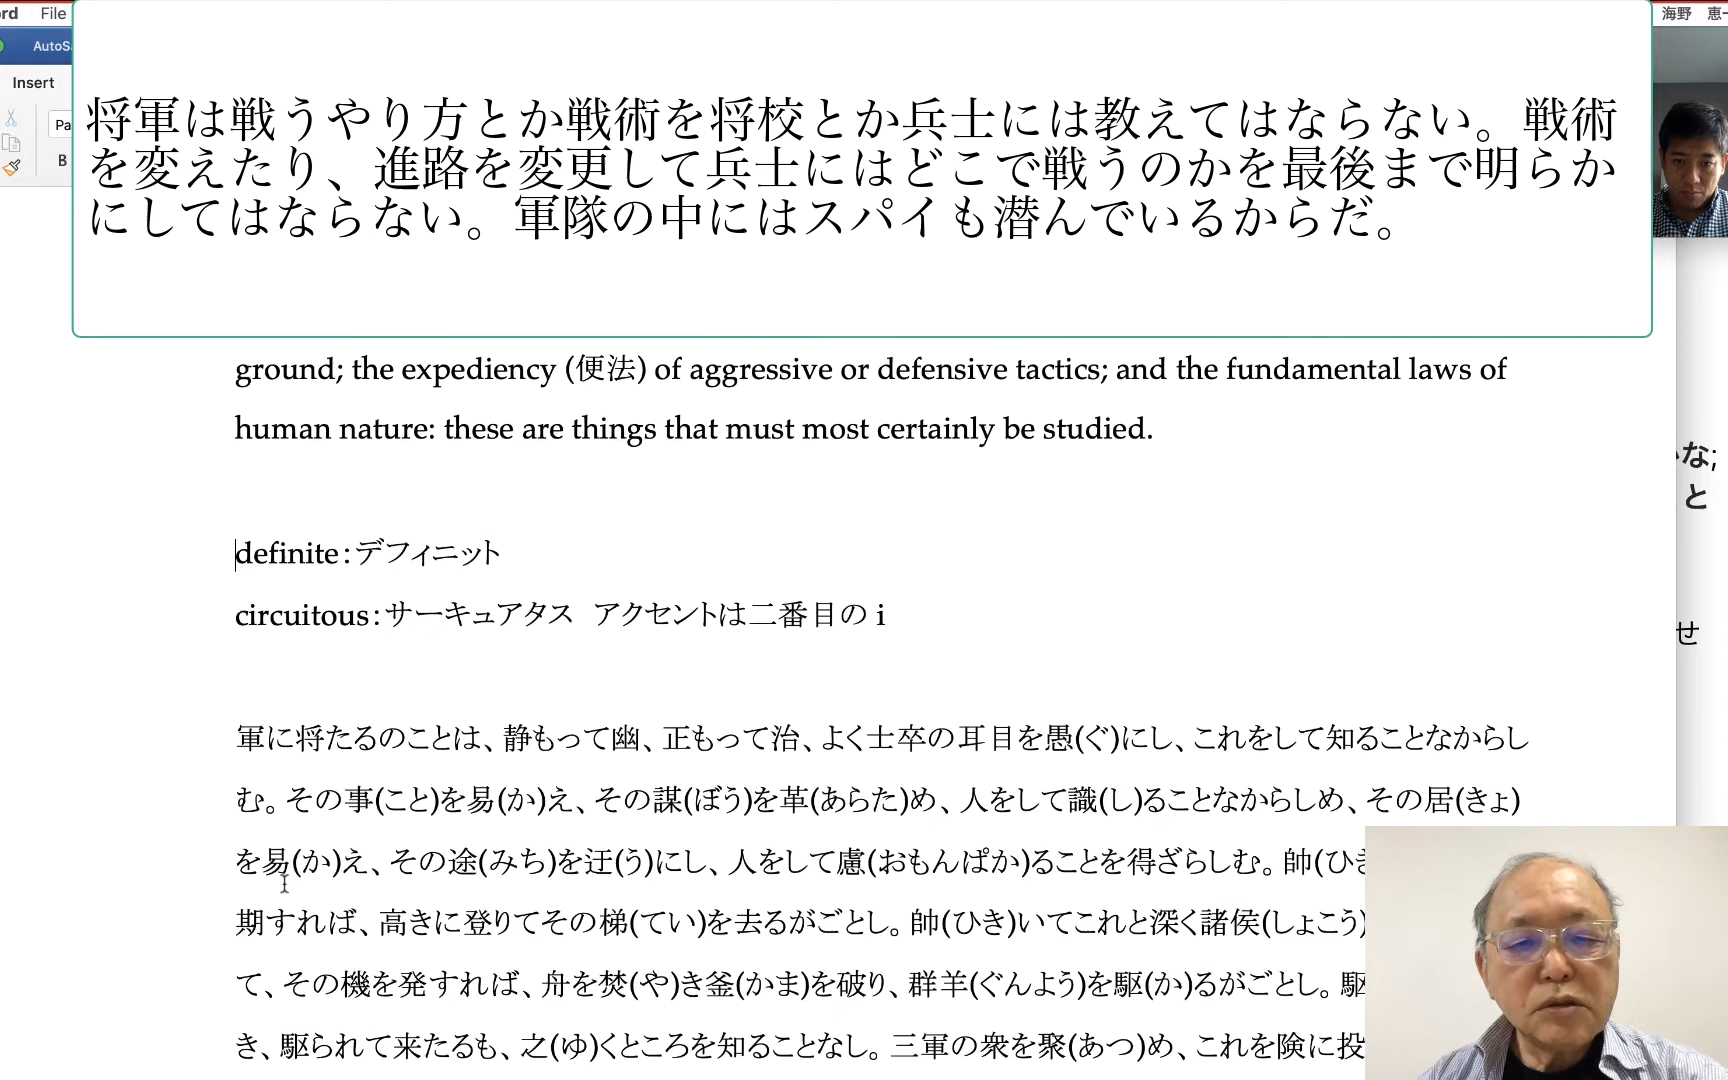 File
海野 恵
AutoS
Insert
Pa
B
将軍は戦うやり方とか戦術を将校とか兵士には教えてはならない。戦術
を変えたり、進路を変更して兵士にはどこで戦うのかを最後まで明らか
にしてはならない。軍隊の中にはスパイも潜んでいるからだ。
ground; the expediency (便法) of aggressive or defensive tactics; and the fundamental laws of
human nature: these are things that must most certainly be studied.
な;
と
definite:デフィニット
circuitous:サーキュアタス アクセントは二番目の i
せ
軍に将たるのことは、静もって幽、正もって治、よく士卒の耳目を愚(ぐ)にし、これをして知ることなからし
む。その事(こと)を易(か)え、その謀(ぼう)を革(あらた)め、人をして識(し)ることなからしめ、その居(きょ)
を易(か)え、その途(みち)を迂(う)にし、人をして慮(おもんぱか)ることを得ざらしむ。帥(ひき
期すれば、高きに登りてその梯(てい)を去るがごとし。帥(ひき)いてこれと深く諸侯(しょこう)
て、その機を発すれば、舟を焚(や)き釜(かま)を破り、群羊(ぐんよう)を駆(か)るがごとし。駆
き、駆られて来たるも、之(ゆ)くところを知ることなし。三軍の衆を聚(あつ)め、これを険に投